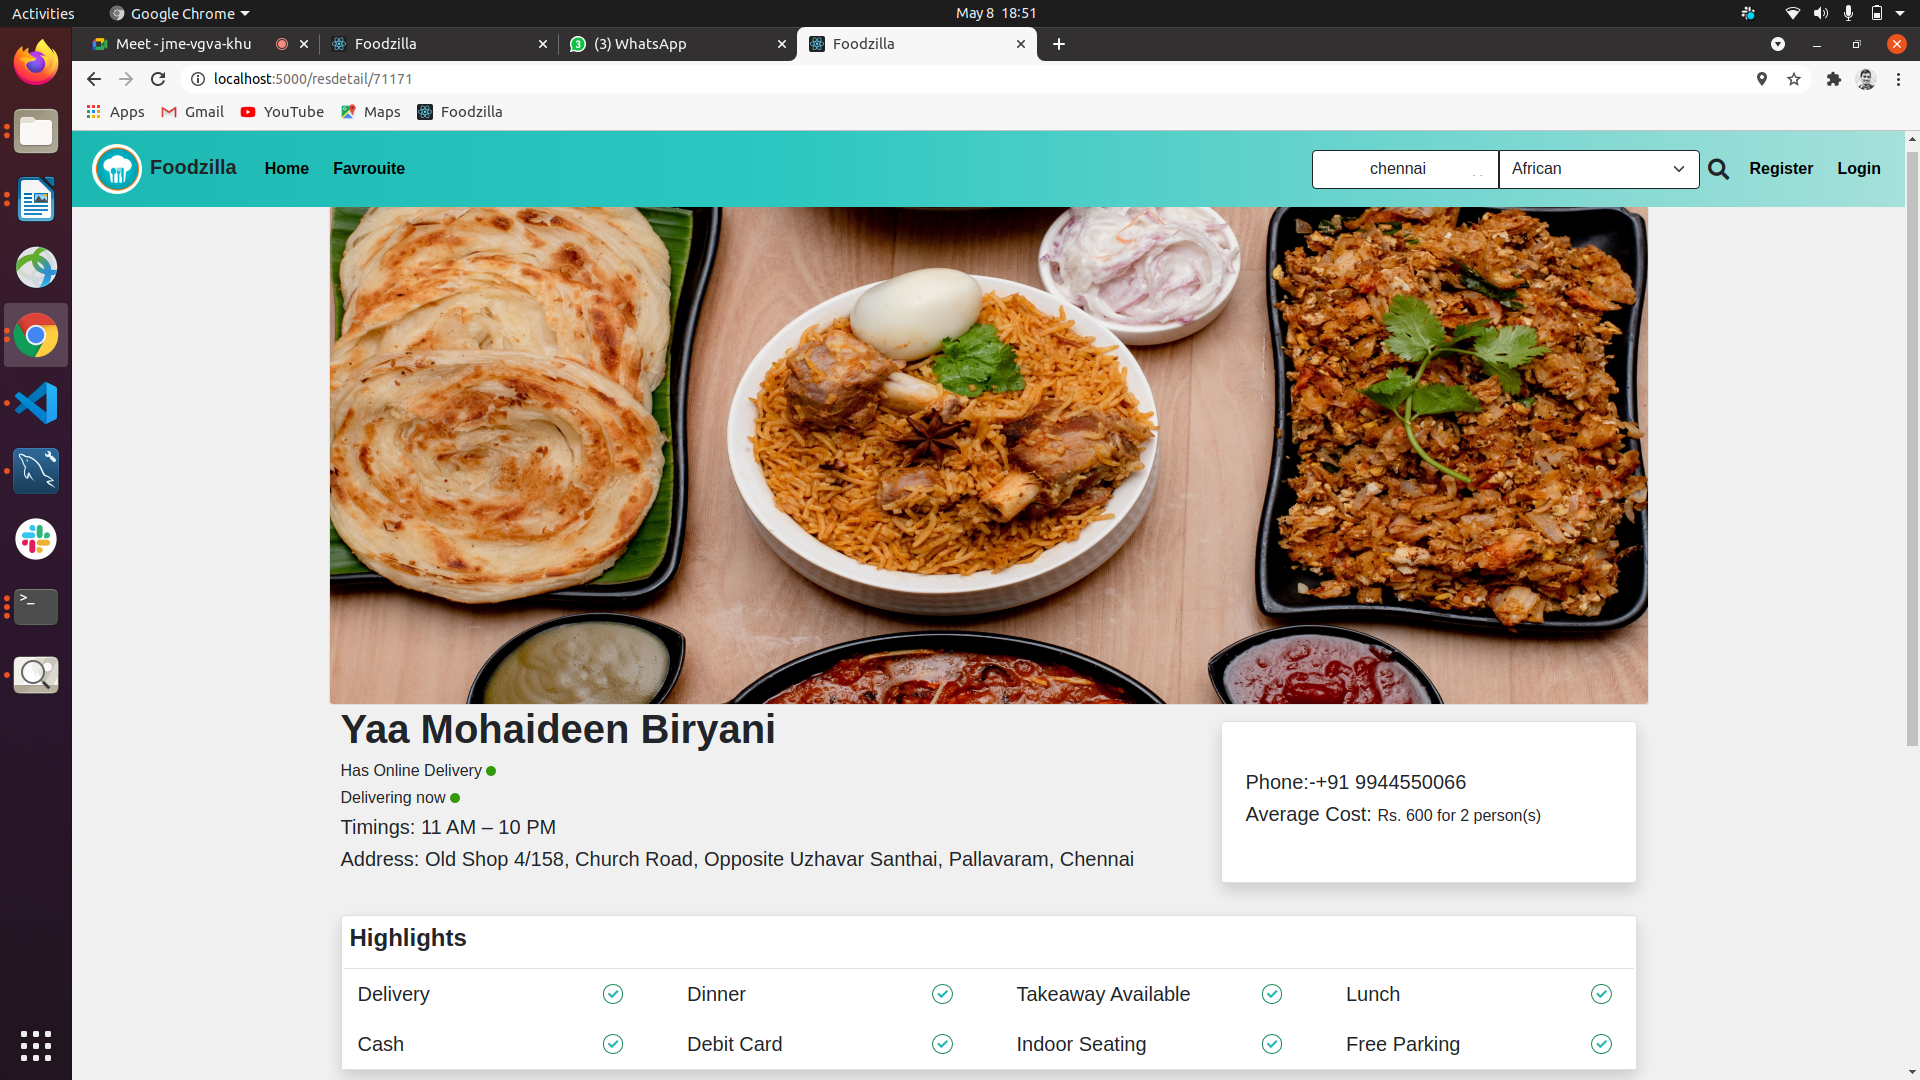 Activities
Google Chrome
May 8 18:51
Meet - jme-vgva-khu
Foodzilla
(3) WhatsApp
Foodzilla
localhost:5000/resdetail/71171
Apps
Gmail
YouTube
Maps
Foodzilla
Foodzilla
Home
Favrouite
chennai
African
Register
Login
Yaa Mohaideen Biryani
Has Online Delivery
Delivering now
Timings: 11 AM – 10 PM
Address: Old Shop 4/158, Church Road, Opposite Uzhavar Santhai, Pallavaram, Chennai
Phone:-+91 9944550066
Average Cost: Rs. 600 for 2 person(s)
Highlights
Delivery
Dinner
Takeaway Available
Lunch
Cash
Debit Card
Indoor Seating
Free Parking